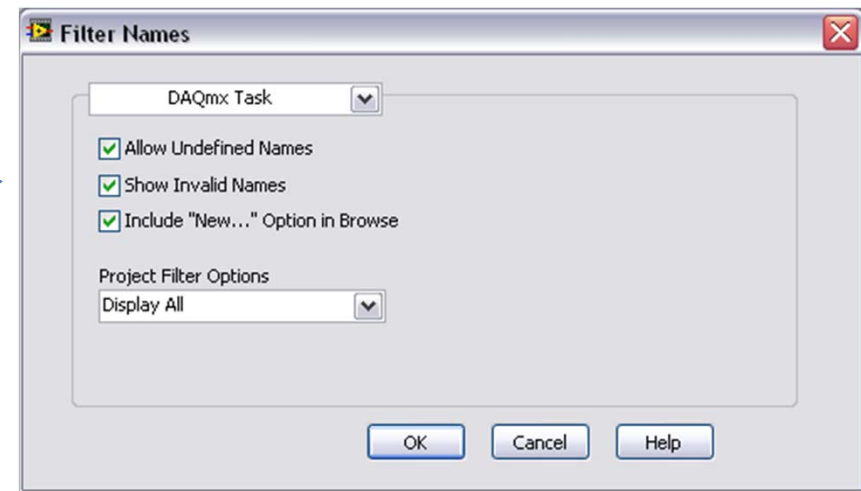 Filter Names
DAQmx Task
Allow Undefined Names
Show Invalid Names
Include "New..." Option in Browse
Project Filter Options
Display All
OK
Cancel
Help